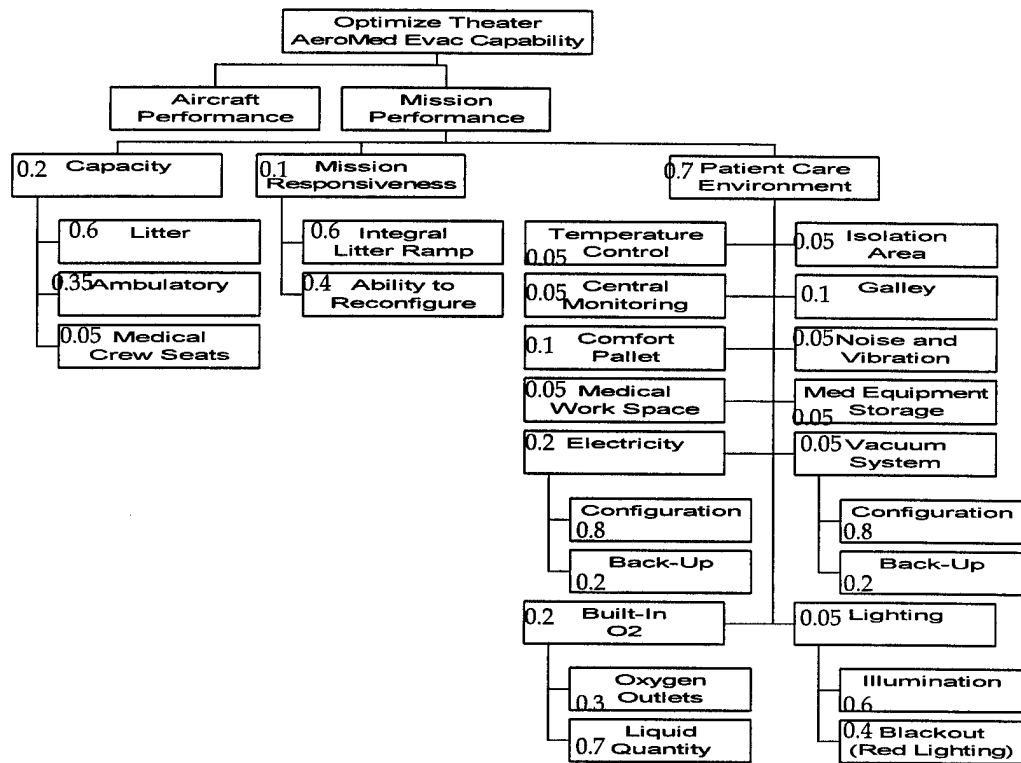 Optimize Theater
AeroMed Evac Capability
Aircraft
Performance
Mission
Performance
0.2 Capacity
0.1 Mission
Responsiveness
0.7 Patient Care
Environment
0.6 Litter
0.35 Ambulatory
0.05 Medical
Crew Seats
0.6 Integral
Litter Ramp
0.4 Ability to
Reconfigure
Temperature
0.05 Control
0.05 Isolation
Area
0.05 Central
Monitoring
0.1 Galley
0.1 Comfort
Pallet
0.05 Noise and
Vibration
0.05 Medical
Work Space
Med Equipment
0.05 Storage
0.2 Electricity
0.05 Vacuum
System
Configuration
0.8
Back-Up
0.2
Configuration
0.8
Back-Up
0.2
0.2 Built-In
O2
0.05 Lighting
Oxygen
0.3 Outlets
0.7 Liquid
Quantity
Illumination
0.6
0.4 Blackout
(Red Lighting)